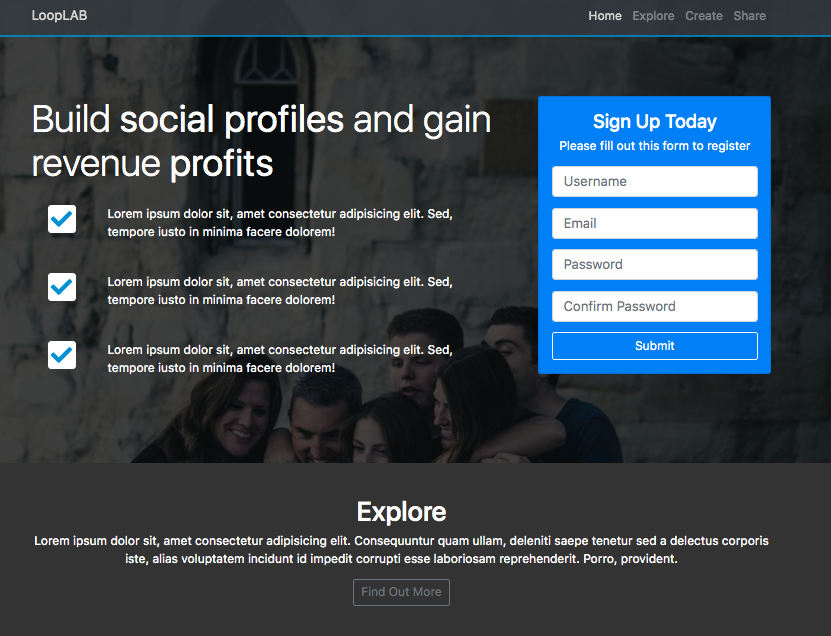 LoopLAB
Home Explore Create Share
Build social profiles and gain
revenue profits
Lorem ipsum dolor sit, amet consectetur adipisicing elit. Sed,
tempore iusto in minima facere dolorem!
Lorem ipsum dolor sit, amet consectetur adipisicing elit. Sed,
tempore iusto in minima facere dolorem!
Lorem ipsum dolor sit, amet consectetur adipisicing elit. Sed,
tempore iusto in minima facere dolorem!
Sign Up Today
Please fill out this form to register
Username
Email
Password
Confirm Password
Submit
Explore
Lorem ipsum dolor sit, amet consectetur adipisicing elit. Consequuntur quam ullam, deleniti saepe tenetur sed a delectus corporis
iste, alias voluptatem incidunt id impedit corrupti esse laboriosam reprehenderit. Porro, provident.
Find Out More